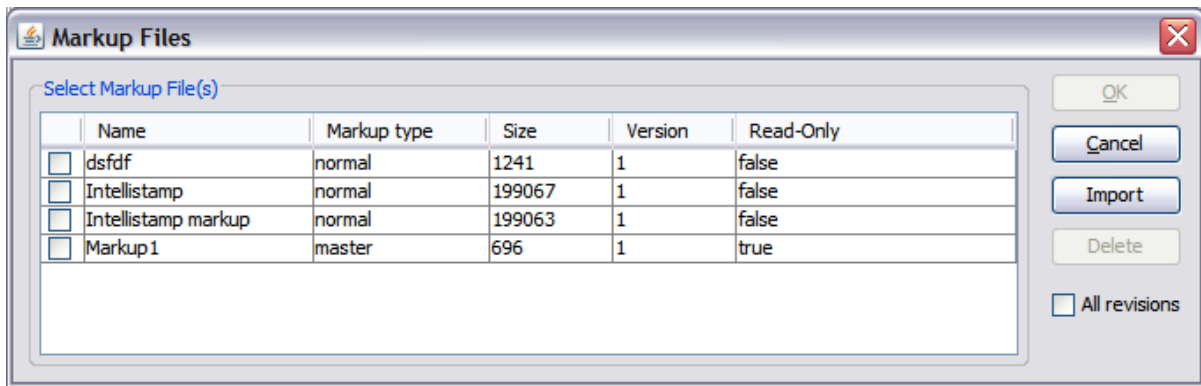 Markup Files
Select Markup File(s)
OK
Cancel
Import
Delete
All revisions
Name Markup type Size Version Read-Only
dsfdf normal 1241 1 false
Intellistamp normal 199067 1 false
Intellistamp markup normal 199063 1 false
Markup1 master 696 1 true